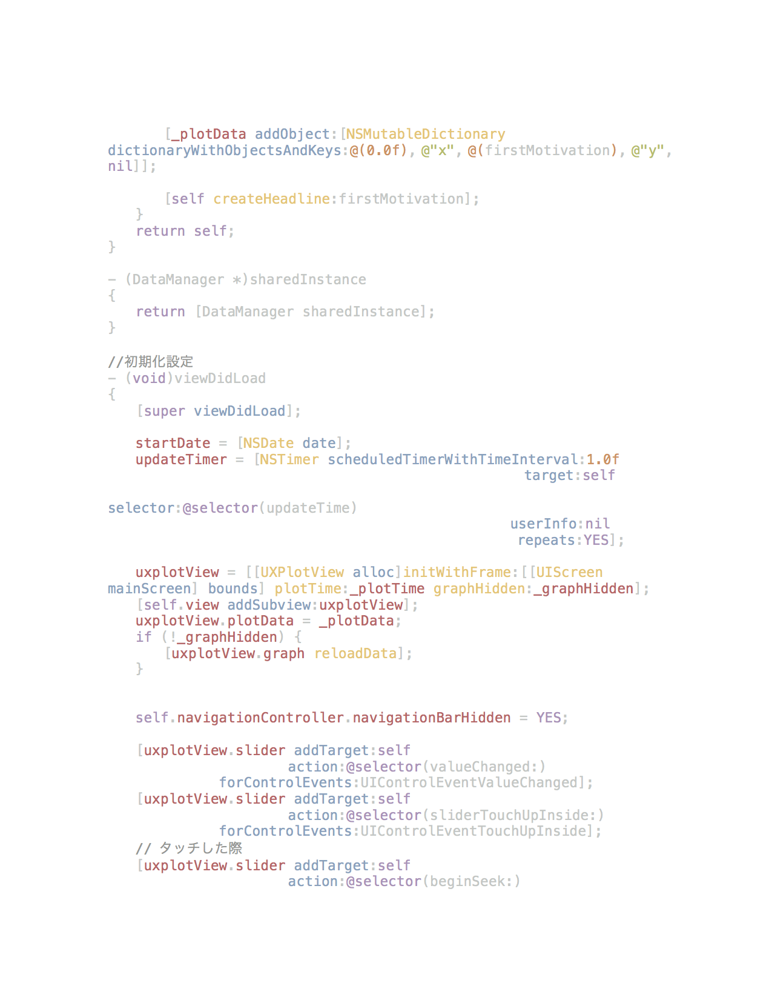 [_plotData addObject:[NSMutableDictionary
dictionaryWithObjectsAndKeys:@(0.0f), @"x", @(firstMotivation), @"y",
nil]];
[self createHeadline:firstMotivation];
}
return self;
}
- (DataManager *)sharedInstance
{
return [DataManager sharedInstance];
}
//初期化設定
- (void)viewDidLoad
{
[super viewDidLoad];
startDate = [NSDate date];
updateTimer = [NSTimer scheduledTimerWithTimeInterval:1.0f
target:self
selector:@selector(updateTime)
userInfo:nil
repeats:YES];
uxplotView = [[UXPlotView alloc]initWithFrame:[[UIScreen
mainScreen] bounds] plotTime:_plotTime graphHidden:_graphHidden];
[self.view addSubview:uxplotView];
uxplotView.plotData = _plotData;
if (!_graphHidden) {
[uxplotView.graph reloadData];
}
self.navigationController.navigationBarHidden = YES;
[uxplotView.slider addTarget:self
action:@selector(valueChanged:)
forControlEvents:UIControlEventValueChanged];
[uxplotView.slider addTarget:self
action:@selector(sliderTouchUpInside:)
forControlEvents:UIControlEventTouchUpInside];
// タッチした際
[uxplotView.slider addTarget:self
action:@selector(beginSeek:)